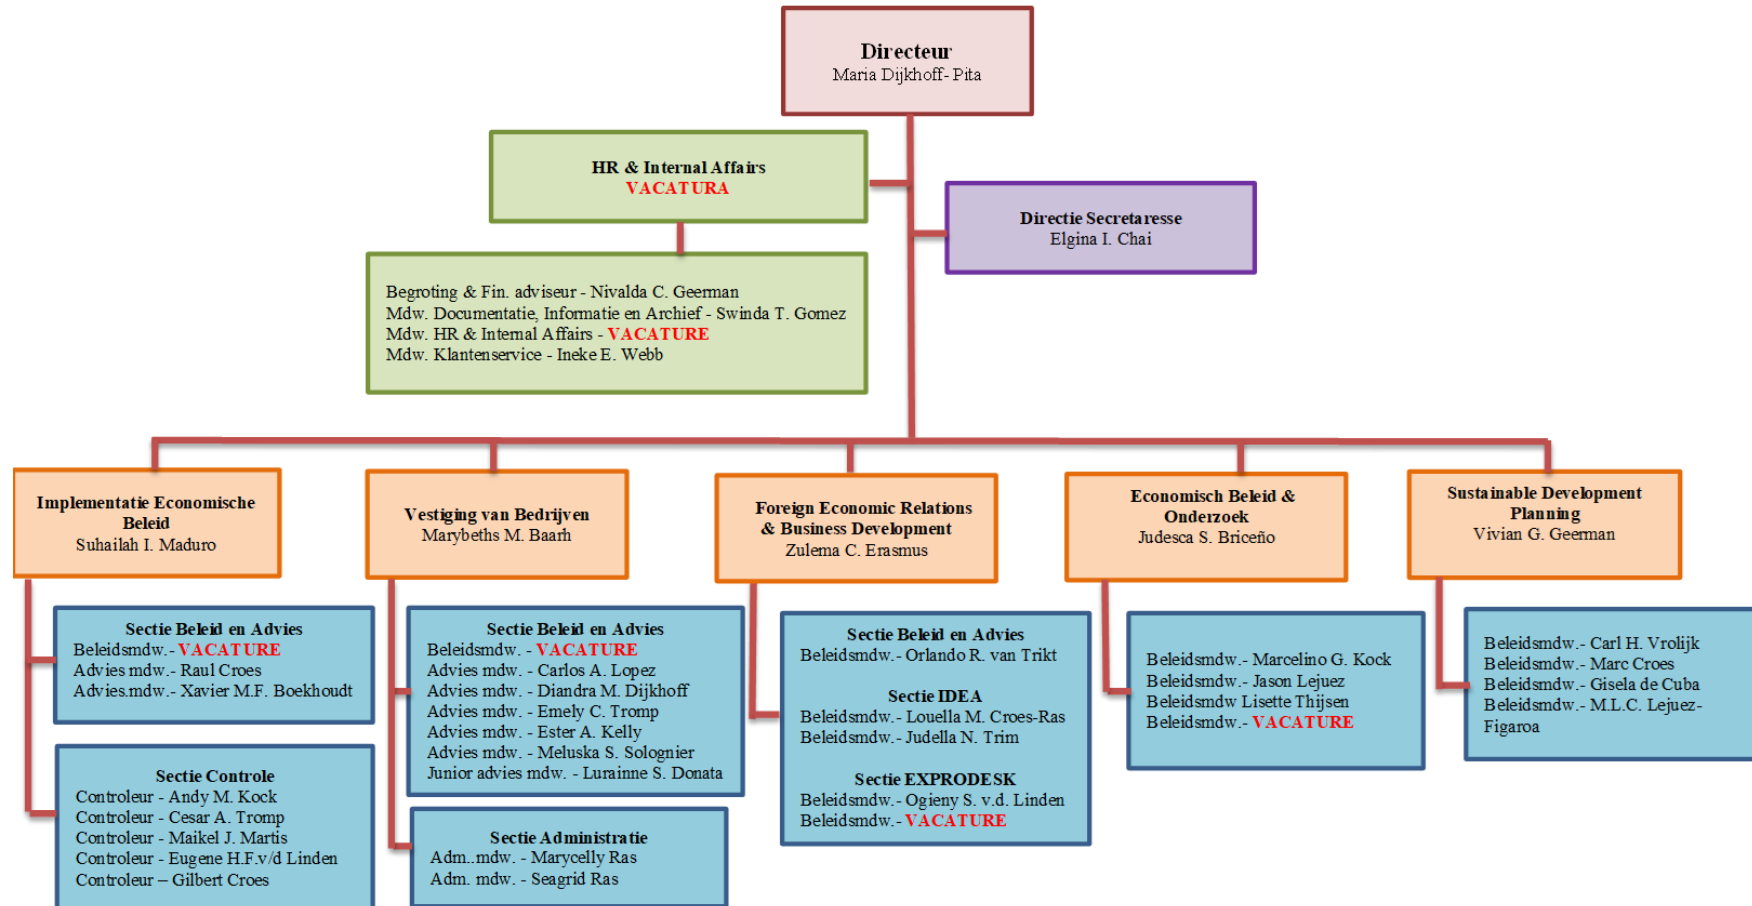 Directeur
Maria Dijkhoff- Pita
HR & Internal Affairs
VACATURA
Directie Secretaresse
Elgina I. Chai
Begroting & Fin. adviseur - Nivalda C. Geerman
Mdw. Documentatie, Informatie en Archief - Swinda T. Gomez
Mdw. HR & Internal Affairs - VACATURE
Mdw. Klantenservice - Ineke E. Webb
Implementatie Economische
Beleid
Suhailah I. Maduro
Sectie Beleid en Advies
Beleidsmdw.- VACATURE
Advies mdw.- Raul Croes
Advies.mdw.- Xavier M.F. Boekhoudt
Sectie Controle
Controleur - Andy M. Kock
Controleur - Cesar A. Tromp
Controleur - Maikel J. Martis
Controleur - Eugene H.F.v/d Linden
Controleur – Gilbert Croes
Vestiging van Bedrijven
Marybeths M. Baarh
Sectie Beleid en Advies
Beleidsmdw. - VACATURE
Advies mdw. - Carlos A. Lopez
Advies mdw. - Diandra M. Dijkhoff
Advies mdw. - Emely C. Tromp
Advies mdw. - Ester A. Kelly
Advies mdw. - Meluska S. Solognier
Junior advies mdw. - Lurainne S. Donata
Sectie Administratie
Adm..mdw. - Marycelly Ras
Adm. mdw. - Seagrid Ras
Foreign Economic Relations
& Business Development
Zulema C. Erasmus
Sectie Beleid en Advies
Beleidsmdw.- Orlando R. van Trikt
Sectie IDEA
Beleidsmdw.- Louella M. Croes-Ras
Beleidsmdw.- Judella N. Trim
Sectie EXPRODESK
Beleidsmdw.- Ogieny S. v.d. Linden
Beleidsmdw.- VACATURE
Economisch Beleid &
Onderzoek
Judesca S. Briceño
Beleidsmdw.- Marcelino G. Kock
Beleidsmdw.- Jason Lejuez
Beleidsmdw Lisette Thijsen
Beleidsmdw.- VACATURE
Sustainable Development
Planning
Vivian G. Geerman
Beleidsmdw.- Carl H. Vrolijk
Beleidsmdw.- Marc Croes
Beleidsmdw.- Gisela de Cuba
Beleidsmdw.- M.L.C. Lejuez-
Figaroa